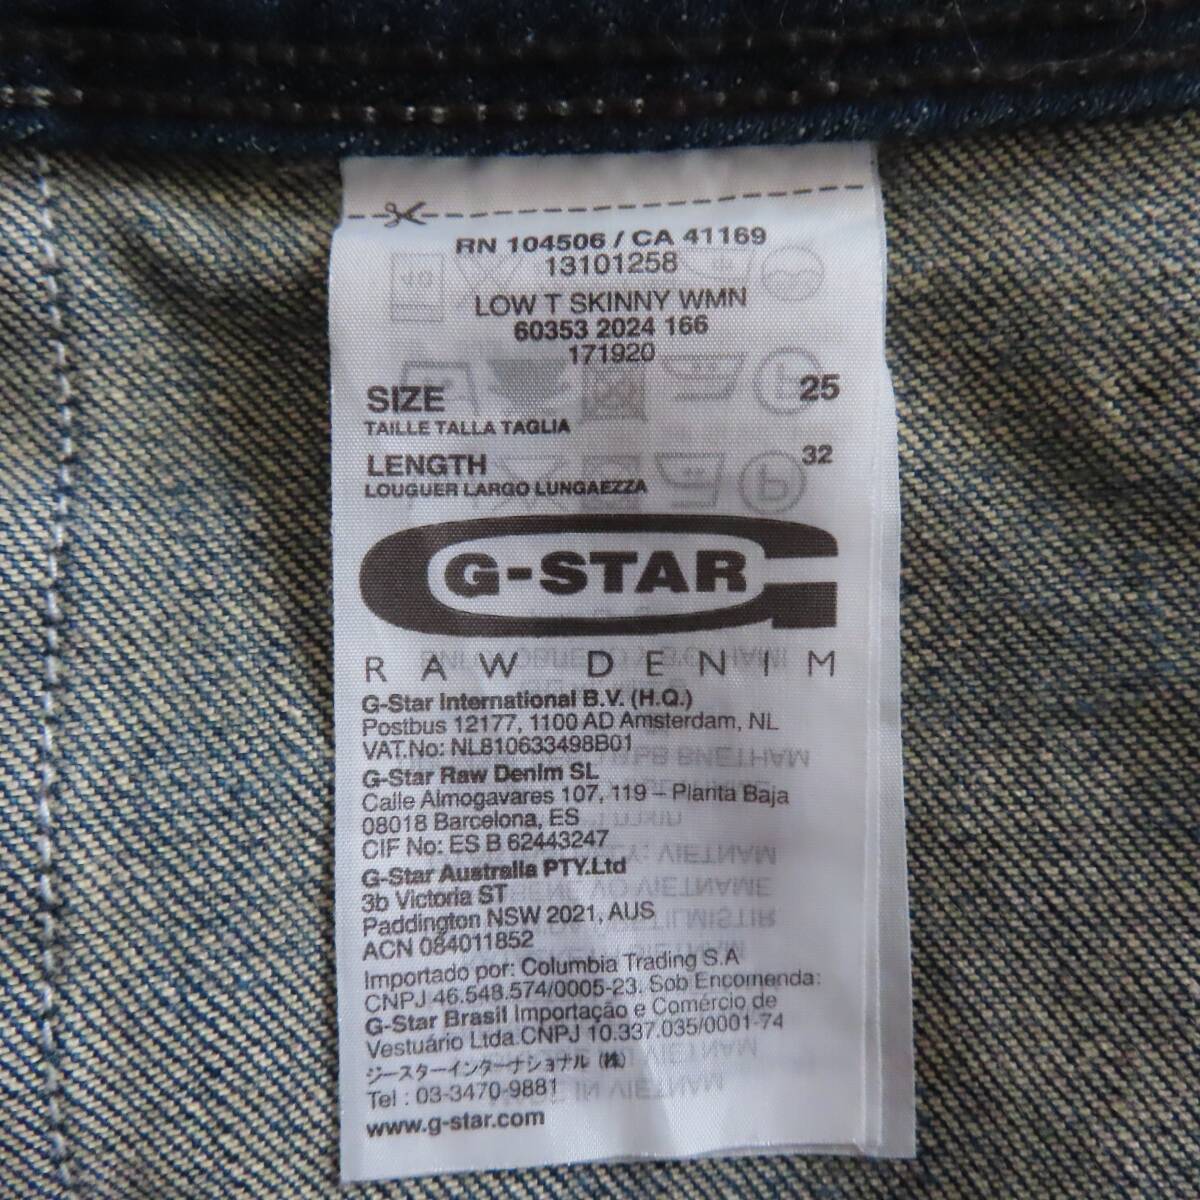 RN 104506 / CA 41169
13101258
LOW T SKINNY WMN
60353 2024 166
171920
SIZE 25
TAILLE TALLA TAGLIA
LENGTH 32
LOUGUER LARGO LUNGAEZZA
G-STAR
RAW DENIM
G-Star International B.V. (H.Q.)
Postbus 12177, 1100 AD Amsterdam, NL
VAT.No: NL810633498B01
G-Star Raw Denim SL
Calle Almogavares 107, 119 - Planta Baja
08018 Barcelona, ES
CIF No: ES B 62443247
G-Star Australia PTY.Ltd
3b Victoria ST
Paddington NSW 2021, AUS
ACN 084011852
Importado por: Columbia Trading S.A
CNPJ 46.548.574/0005-23. Sob Encomenda:
G-Star Brasil Importação e Comércio de
Vestuário Ltda.CNPJ 10.337.035/0001-74
ジースターインターナショナル (株)
Tel : 03-3470-9881
www.g-star.com